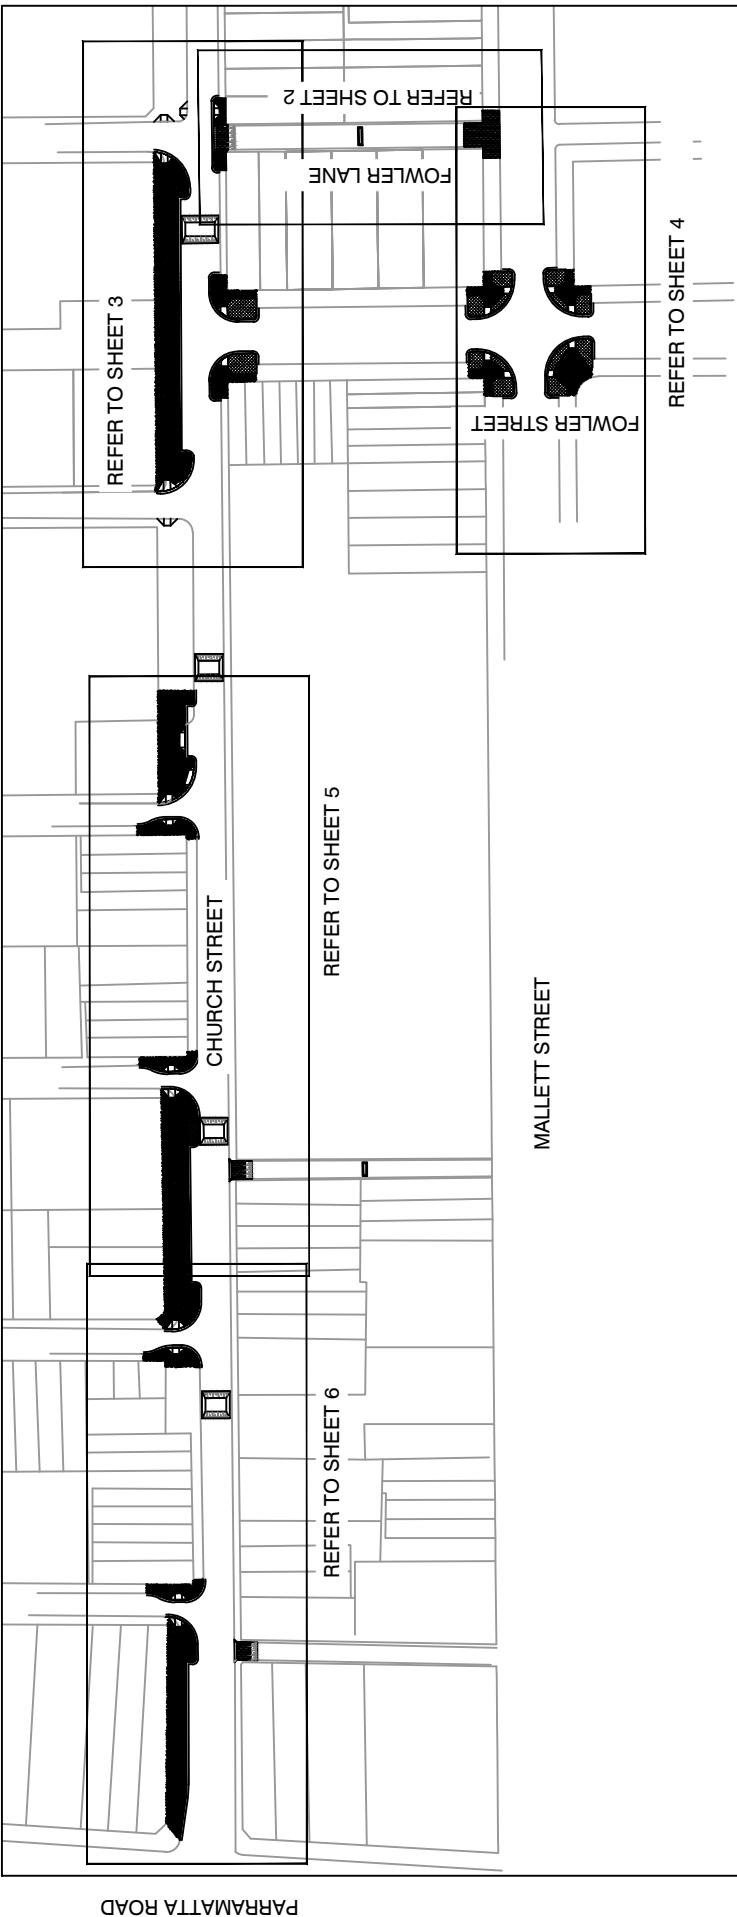 REFER TO SHEET 2
FOWLER LANE
REFER TO SHEET 3
REFER TO SHEET 4
FOWLER STREET
REFER TO SHEET 5
CHURCH STREET
MALLETT STREET
REFER TO SHEET 6
PARRAMATTA ROAD